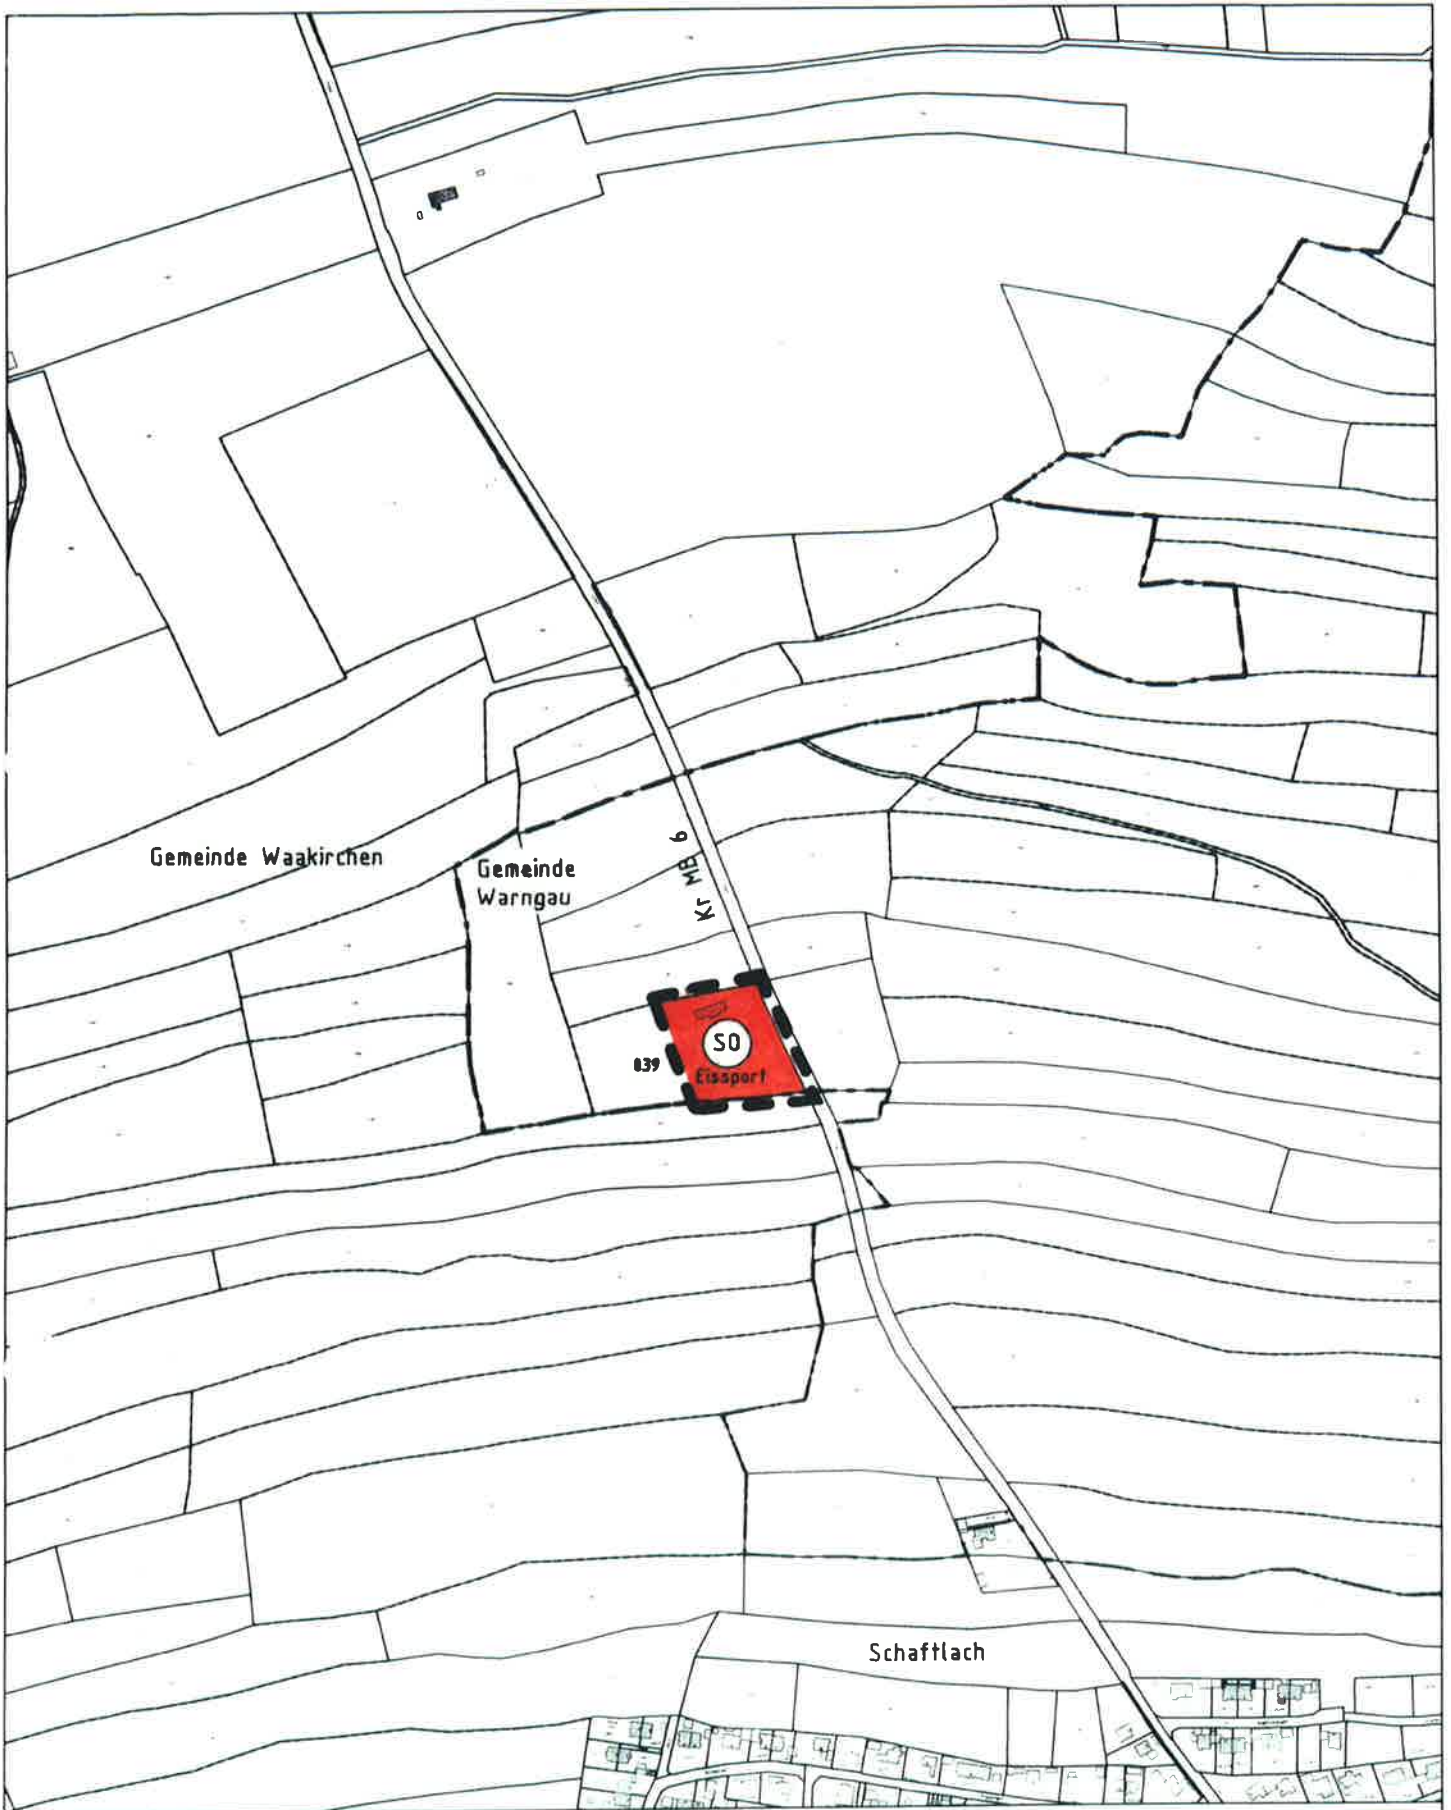 Gemeinde Waakirchen
Gemeinde
Warngau
Kr MB 6
SO
839
Eissport
Schaftlach